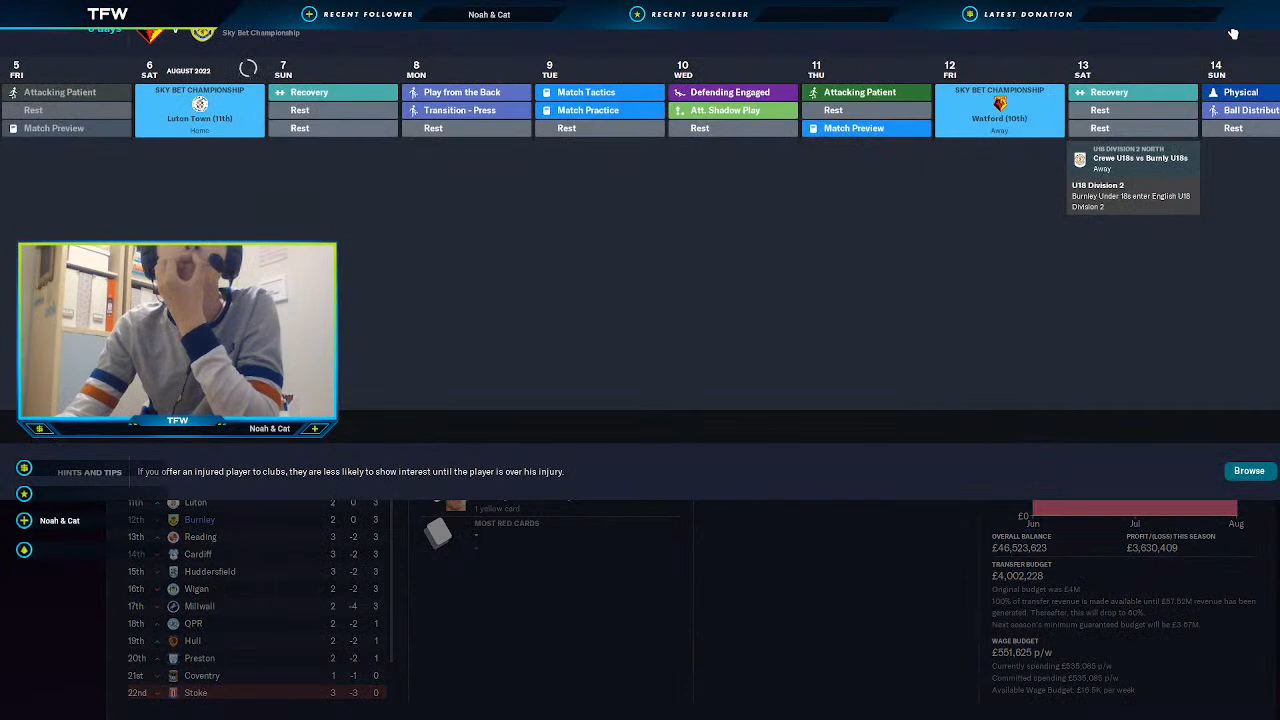 TFW
RECENT FOLLOWER
Noah & Cat
RECENT SUBSCRIBER
LATEST DONATION
Sky Bet Championship
5
FRI
Attacking Patient
Rest
Match Preview
6
SAT
AUGUST 2022
SKY BET CHAMPIONSHIP
Luton Town (11th)
Home
7
SUN
Recovery
Rest
Rest
8
MON
Play from the Back
Transition - Press
Rest
9
TUE
Match Tactics
Match Practice
Rest
10
WED
Defending Engaged
Att. Shadow Play
Rest
11
THU
Attacking Patient
Rest
Match Preview
12
FRI
SKY BET CHAMPIONSHIP
Watford (10th)
Away
13
SAT
Recovery
Rest
Rest
U18 DIVISION 2 NORTH
Crewe U18s vs Burnly U18s
Away
U18 Division 2
Burnley Under 18s enter English U18
Division 2
14
SUN
Physical
Ball Distribut
Rest
TFW
Noah & Cat
HINTS AND TIPS
If you offer an injured player to clubs, they are less likely to show interest until the player is over his injury.
Browse
Noah & Cat
11th Luton 2 0 3
12th Burnley 2 0 3
13th Reading 3 -2 3
14th Cardiff 3 -2 3
15th Huddersfield 3 -2 3
16th Wigan 2 -2 3
17th Millwall 2 -4 3
18th QPR 2 -2 1
19th Hull 3 -2 1
20th Preston 2 -2 1
21st Coventry 1 -1 0
22nd Stoke 3 -3 0
1 yellow card
MOST RED CARDS
-
-
£0
Jun Jul Aug
OVERALL BALANCE
£46,523,623
PROFIT/(LOSS) THIS SEASON
£3,630,409
TRANSFER BUDGET
£4,002,228
Original budget was £4M
100% of transfer revenue is made available until £57.52M revenue has been
generated. Thereafter, this will drop to 60%.
Next season's minimum guaranteed budget will be £3.67M.
WAGE BUDGET
£551,625 p/w
Currently spending £535,085 p/w
Committed spending £535,085 p/w
Available Wage Budget: £16.5K per week